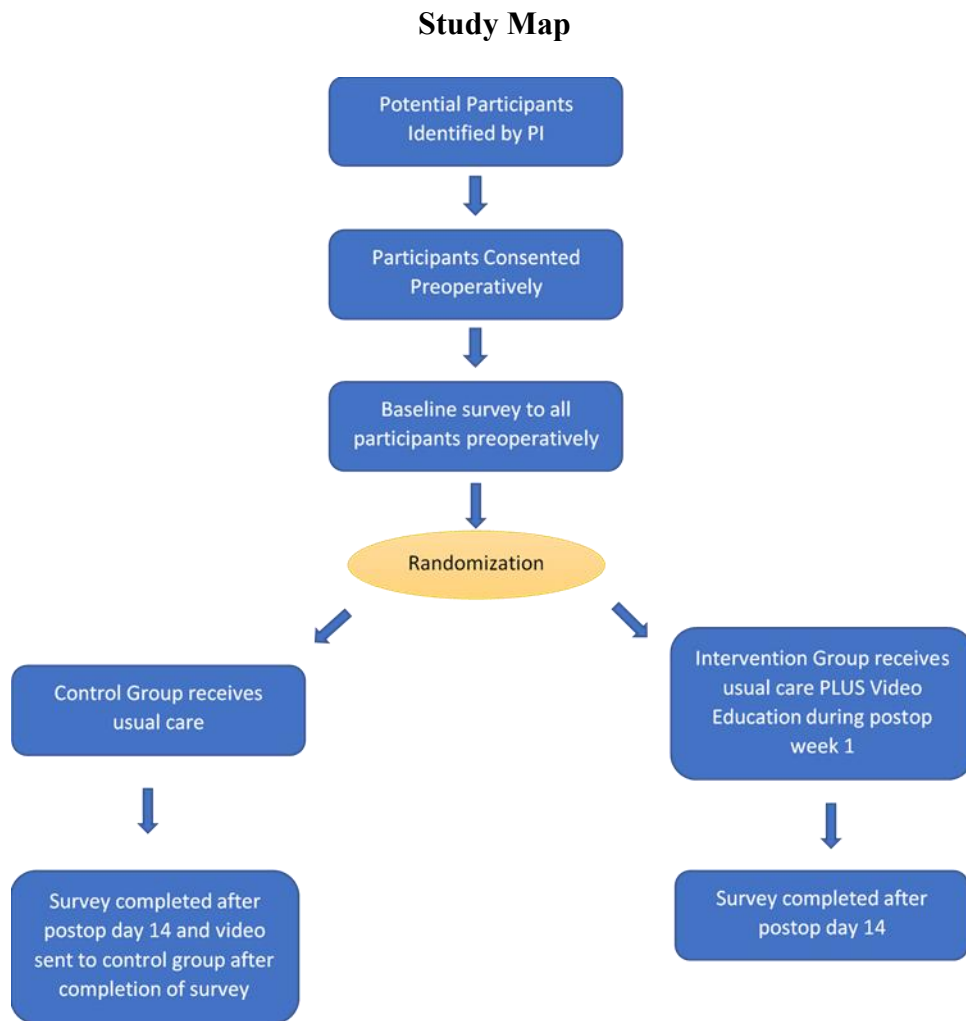 Study Map
Potential Participants
Identified by PI
Participants Consented
Preoperatively
Baseline survey to all
participants preoperatively
Randomization
Control Group receives
usual care
Intervention Group receives
usual care PLUS Video
Education during postop
week 1
Survey completed after
postop day 14 and video
sent to control group after
completion of survey
Survey completed after
postop day 14